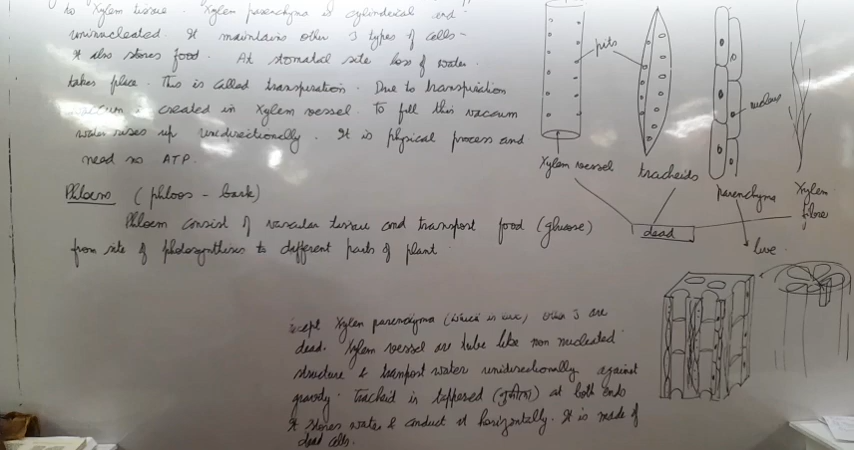 to Xylem tissue. Xylem parenchyma is cylinderical and
uninucleated. It maintains other 3 types of cells-
It also stores food. At stomatal site loss of water
takes place. This is called transpiration. Due to transpiration
vacuum is created in Xylem vessel. To fill this vacuum
water rises up unidirectionally. It is physical process and
need no ATP.
Phloem (phloos - bark)
Phloem consist of vascular tissue and transport food (glucose)
from site of photosynthesis to different parts of plant.
pits
nucleus
Xylem vessel
tracheids
parenchyma
Xylem
fibre
dead
live
Xylem parenchyma (which is live) other 3 are
dead. Xylem vessel are tube like non nucleated
structure & transport water unidirectionally against
gravity. tracheid is tappered at both ends
It stores water & conduct it horizontally. It is made of
dead cells.